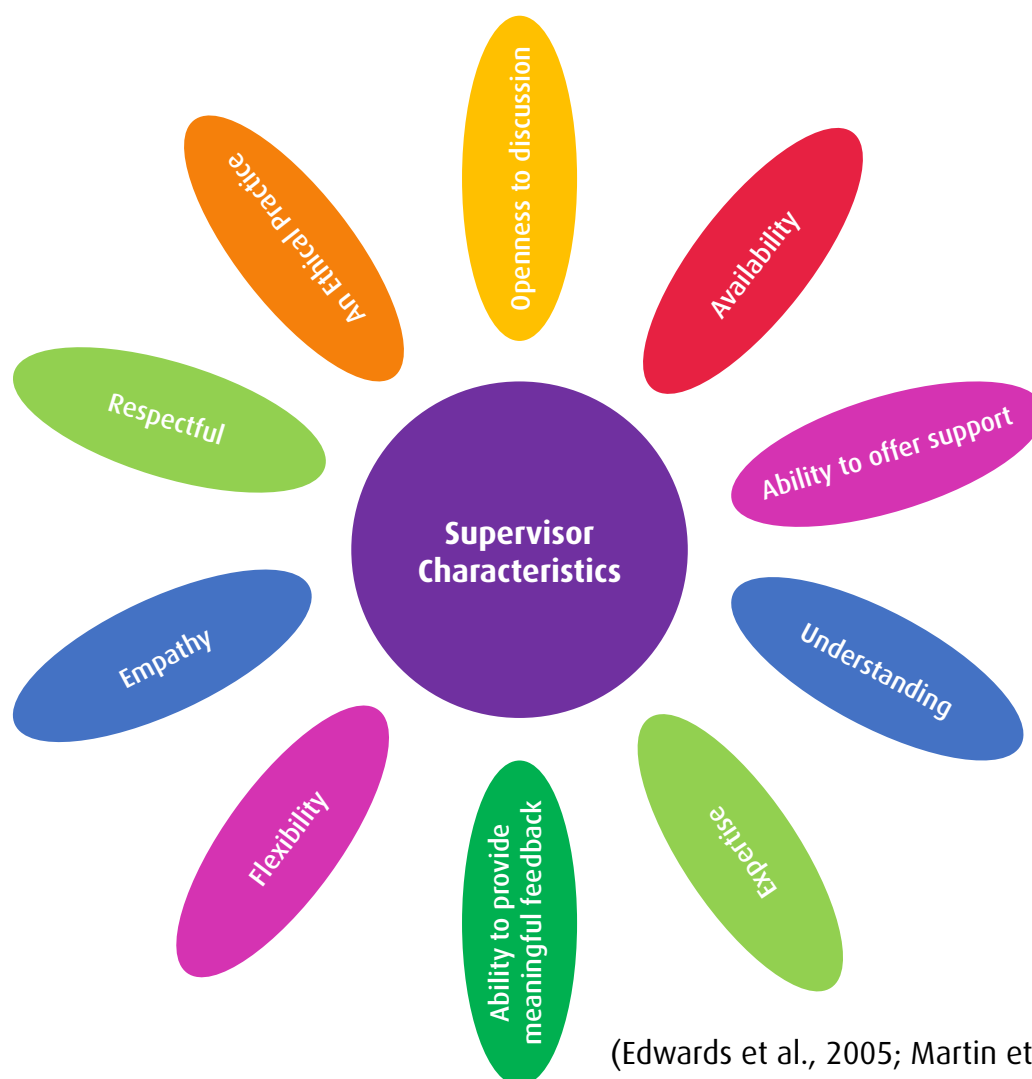 Openness to discussion
Availability
Ability to offer support
Understanding
Expertise
Ability to provide
meaningful feedback
Flexibility
Empathy
Respectful
An Ethical Practice
Supervisor
Characteristics
(Edwards et al., 2005; Martin et